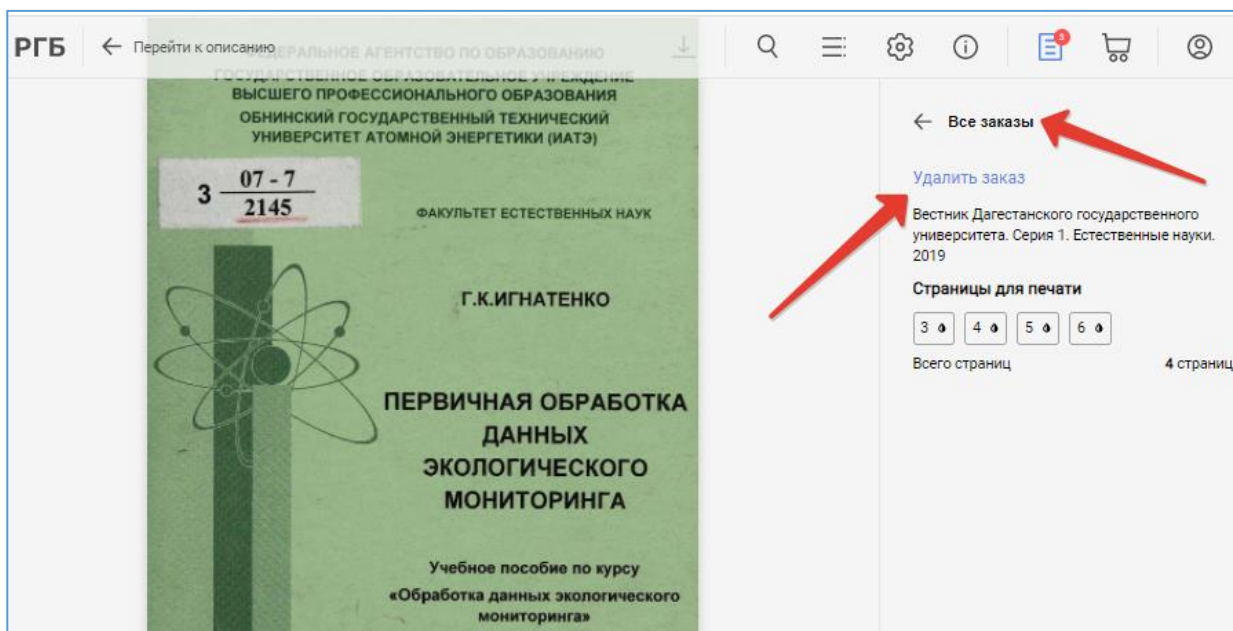 РГБ
Перейти к описанию
3
ФЕДЕРАЛЬНОЕ АГЕНТСТВО ПО ОБРАЗОВАНИЮ
ГОСУДАРСТВЕННОЕ ОБРАЗОВАТЕЛЬНОЕ УЧРЕЖДЕНИЕ
ВЫСШЕГО ПРОФЕССИОНАЛЬНОГО ОБРАЗОВАНИЯ
ОБНИНСКИЙ ГОСУДАРСТВЕННЫЙ ТЕХНИЧЕСКИЙ
УНИВЕРСИТЕТ АТОМНОЙ ЭНЕРГЕТИКИ (ИАТЭ)
07 - 7
3
2145
ФАКУЛЬТЕТ ЕСТЕСТВЕННЫХ НАУК
Г.К.ИГНАТЕНКО
ПЕРВИЧНАЯ ОБРАБОТКА
ДАННЫХ
ЭКОЛОГИЧЕСКОГО
МОНИТОРИНГА
Учебное пособие по курсу
«Обработка данных экологического
мониторинга»
Все заказы
Удалить заказ
Вестник Дагестанского государственного
университета. Серия 1. Естественные науки.
2019
Страницы для печати
3 4 5 6
Всего страниц 4 страниц